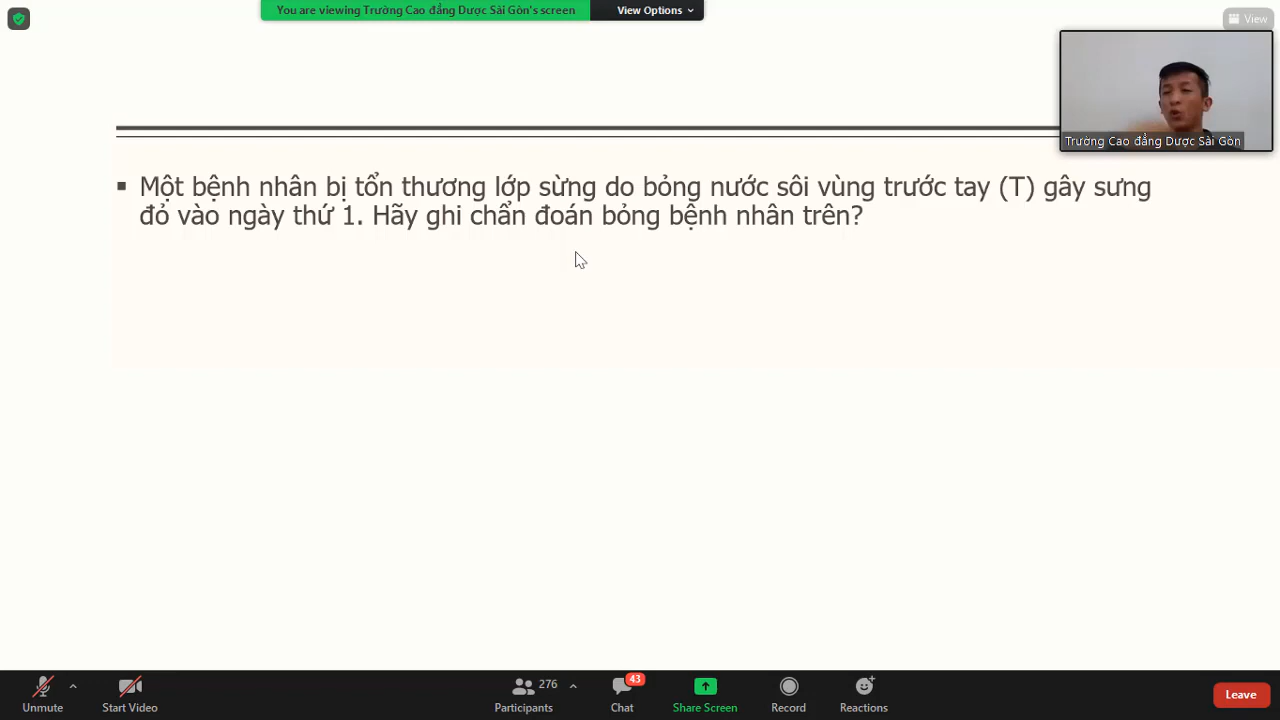 You are viewing Trường Cao đẳng Dược Sài Gòn's screen
View Options
View
Trường Cao đẳng Dược Sài Gòn
▪ Một bệnh nhân bị tổn thương lớp sừng do bỏng nước sôi vùng trước tay (T) gây sưng
đỏ vào ngày thứ 1. Hãy ghi chẩn đoán bỏng bệnh nhân trên?
Unmute
Start Video
276
Participants
43
Chat
Share Screen
Record
Reactions
Leave